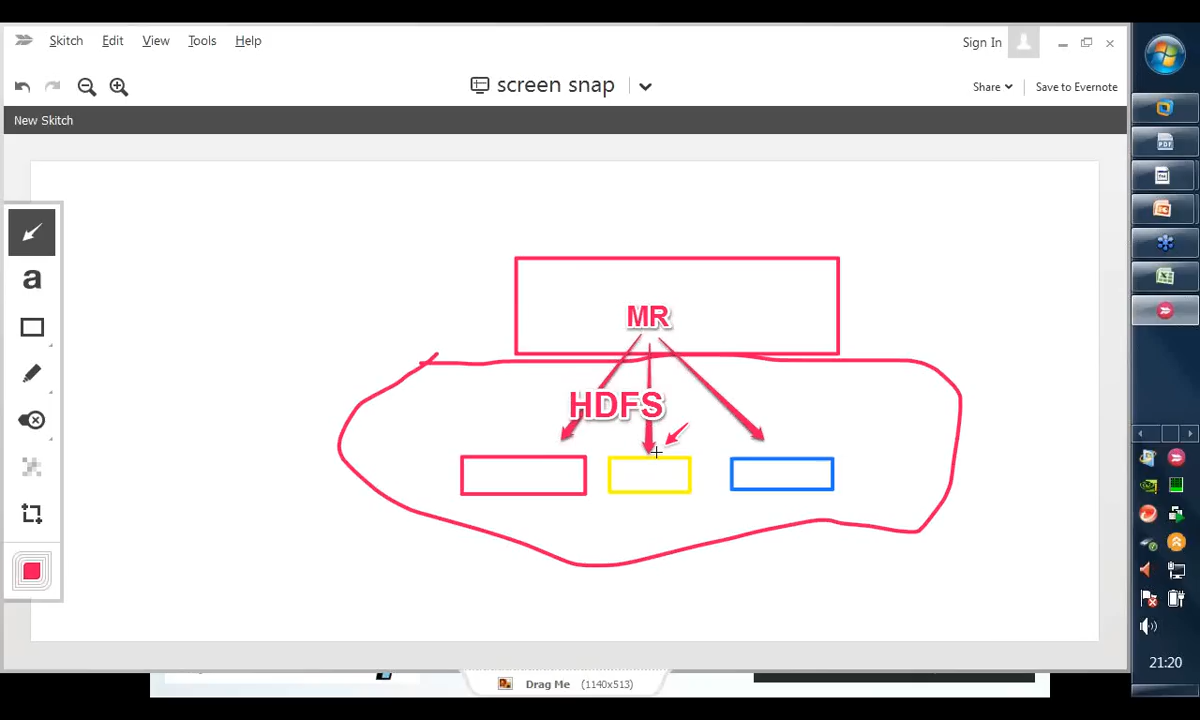 Skitch Edit View Tools Help
Sign In
screen snap
Share
Save to Evernote
New Skitch
a
MR
HDFS
Drag Me (1140x513)
PDF
21:20